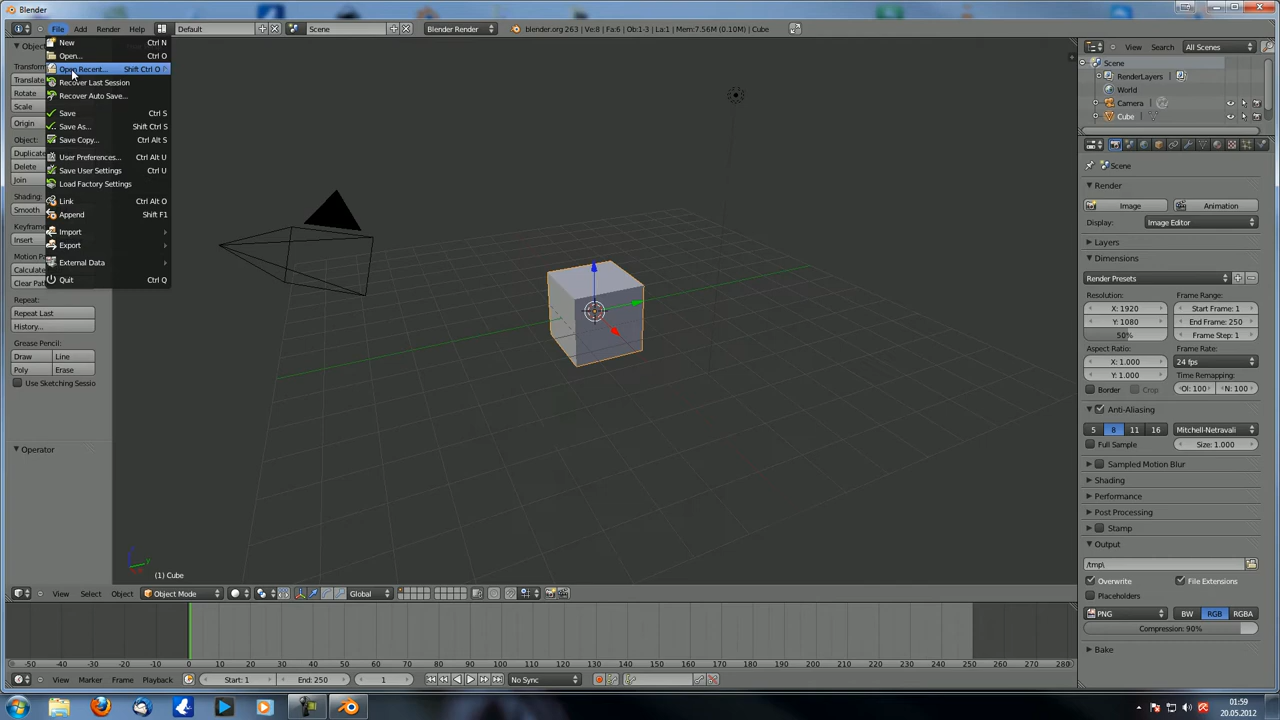 Blender
File Add Render Help Default Scene Blender Render blender.org 263 | Ve:8 | Fa:6 | Ob:1-3 | La:1 | Mem:7.56M (0.10M) | Cube
New Ctrl N
Open... Ctrl O
Open Recent... Shift Ctrl O
Recover Last Session
Recover Auto Save...
Save Ctrl S
Save As... Shift Ctrl S
Save Copy... Ctrl Alt S
User Preferences... Ctrl Alt U
Save User Settings Ctrl U
Load Factory Settings
Link Ctrl Alt O
Append Shift F1
Import
Export
External Data
Quit Ctrl Q
Translate
Rotate
Scale
Origin
Object:
Duplicate
Delete
Join
Shading:
Smooth
Insert
Repeat:
Repeat Last
History...
Grease Pencil:
Draw Line
Poly Erase
Use Sketching Sessio
Operator
(1) Cube
View Select Object Object Mode Global
-50 -40 -30 -20 -10 0 10 20 30 40 50 60 70 80 90 100 110 120 130 140 150 160 170 180 190 200 210 220 230 240 250 260 270 280
View Marker Frame Playback Start: 1 End: 250 1 No Sync
View Search All Scenes
Scene
RenderLayers
World
Camera
Cube
Scene
Render
Image Animation
Display: Image Editor
Layers
Dimensions
Render Presets
Resolution: Frame Range:
X: 1920 Start Frame: 1
Y: 1080 End Frame: 250
50% Frame Step: 1
Aspect Ratio: Frame Rate:
X: 1.000 24 fps
Y: 1.000 Time Remapping:
Border Crop Ol: 100 N: 100
Anti-Aliasing
5 8 11 16 Mitchell-Netravali
Full Sample Size: 1.000
Sampled Motion Blur
Shading
Performance
Post Processing
Stamp
Output
/tmp\
Overwrite File Extensions
Placeholders
PNG BW RGB RGBA
Compression: 90%
Bake
01:59
20.05.2012